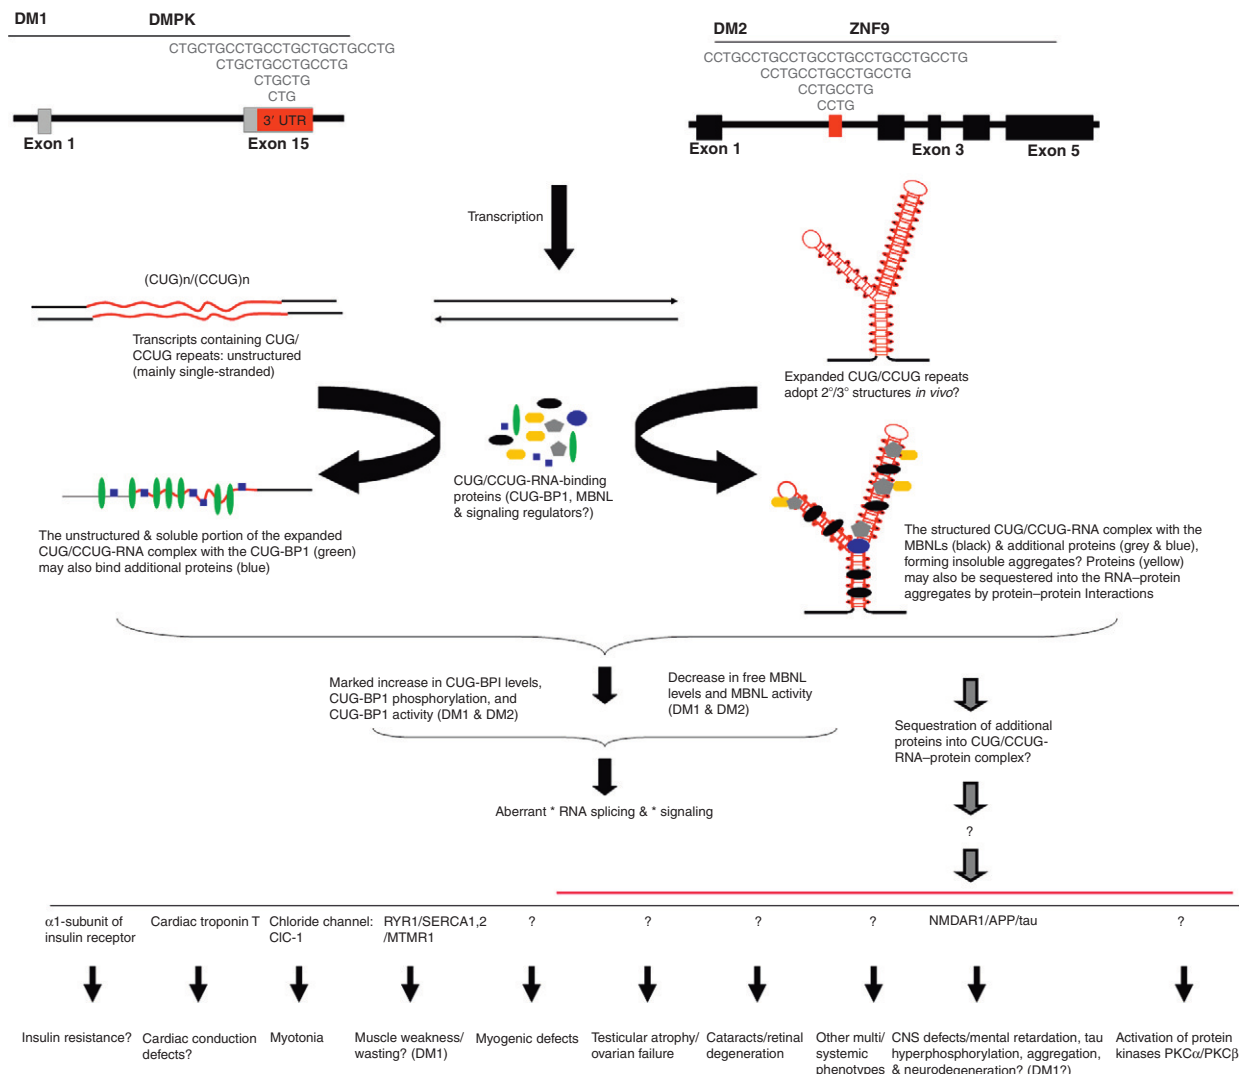 DM1 DMPK
CTGCTGCCTGCCTGCTGCTGCCTG
CTGCTGCCTGCCTG
CTGCTG
CTG
3′ UTR
Exon 1 Exon 15
DM2 ZNF9
CCTGCCTGCCTGCCTGCCTGCCTGCCTG
CCTGCCTGCCTGCCTG
CCTGCCTG
CCTG
Exon 1 Exon 3 Exon 5
Transcription
(CUG)n/(CCUG)n
Transcripts containing CUG/
CCUG repeats: unstructured
(mainly single-stranded)
Expanded CUG/CCUG repeats
adopt 2°/3° structures in vivo?
CUG/CCUG-RNA-binding
proteins (CUG-BP1, MBNL
& signaling regulators?)
The unstructured & soluble portion of the expanded
CUG/CCUG-RNA complex with the CUG-BP1 (green)
may also bind additional proteins (blue)
The structured CUG/CCUG-RNA complex with the
MBNLs (black) & additional proteins (grey & blue),
forming insoluble aggregates? Proteins (yellow)
may also be sequestered into the RNA–protein
aggregates by protein–protein Interactions
Marked increase in CUG-BPI levels,
CUG-BP1 phosphorylation, and
CUG-BP1 activity (DM1 & DM2)
Decrease in free MBNL
levels and MBNL activity
(DM1 & DM2)
Sequestration of additional
proteins into CUG/CCUG-
RNA–protein complex?
Aberrant * RNA splicing & * signaling
?
α1-subunit of
insulin receptor
Cardiac troponin T
Chloride channel:
CIC-1
RYR1/SERCA1,2
/MTMR1
?
?
?
?
NMDAR1/APP/tau
?
Insulin resistance?
Cardiac conduction
defects?
Myotonia
Muscle weakness/
wasting? (DM1)
Myogenic defects
Testicular atrophy/
ovarian failure
Cataracts/retinal
degeneration
Other multi/
systemic
phenotypes
CNS defects/mental retardation, tau
hyperphosphorylation, aggregation,
& neurodegeneration? (DM1?)
Activation of protein
kinases PKCα/PKCβ